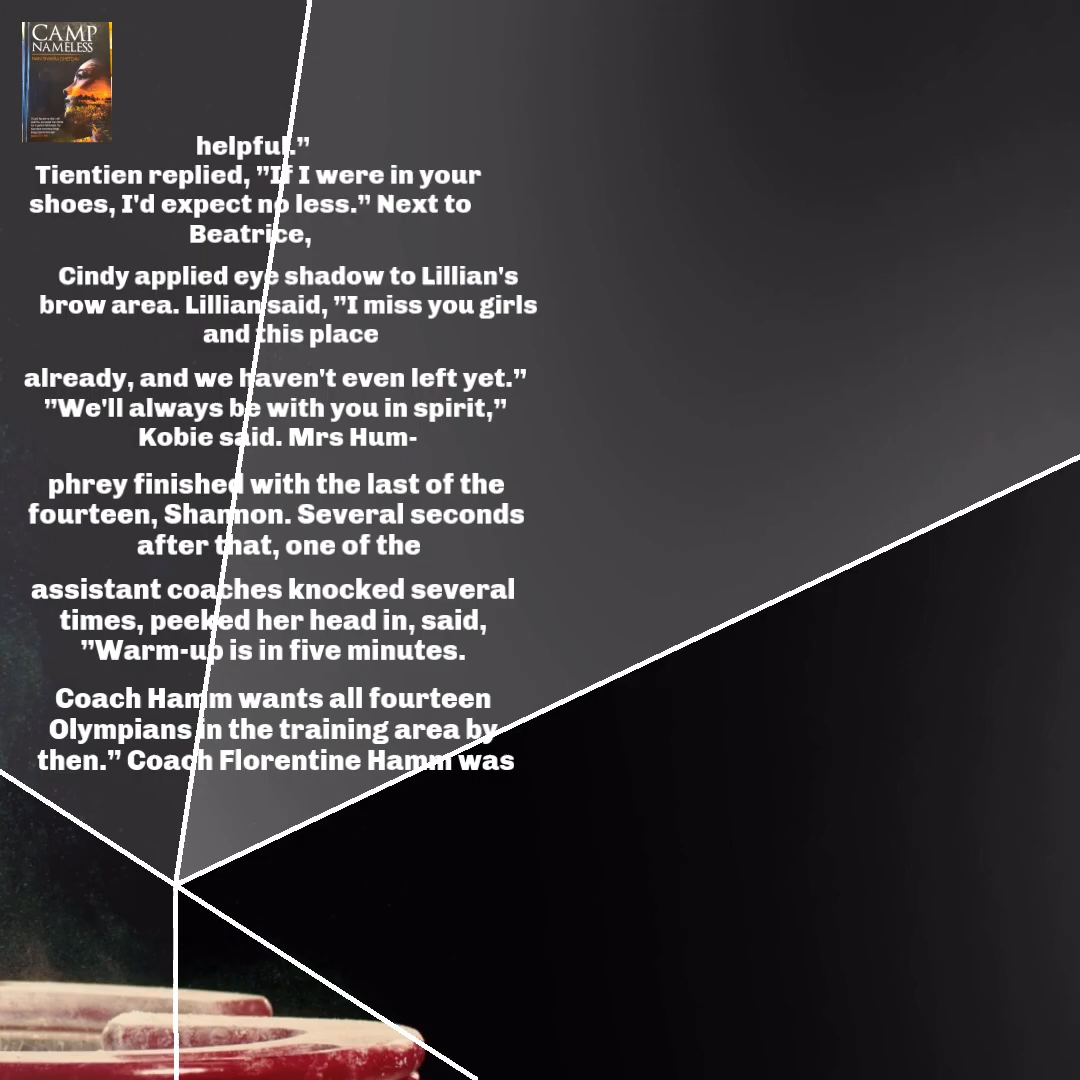 CAMP
NAMELESS
helpful.”
Tientien replied, ”If I were in your
shoes, I'd expect no less.” Next to
Beatrice,
Cindy applied eye shadow to Lillian's
brow area. Lillian said, ”I miss you girls
and this place
already, and we haven't even left yet.”
”We'll always be with you in spirit,”
Kobie said. Mrs Hum-
phrey finished with the last of the
fourteen, Shannon. Several seconds
after that, one of the
assistant coaches knocked several
times, peeked her head in, said,
”Warm-up is in five minutes.
Coach Hamm wants all fourteen
Olympians in the training area by
then.” Coach Florentine Hamm was